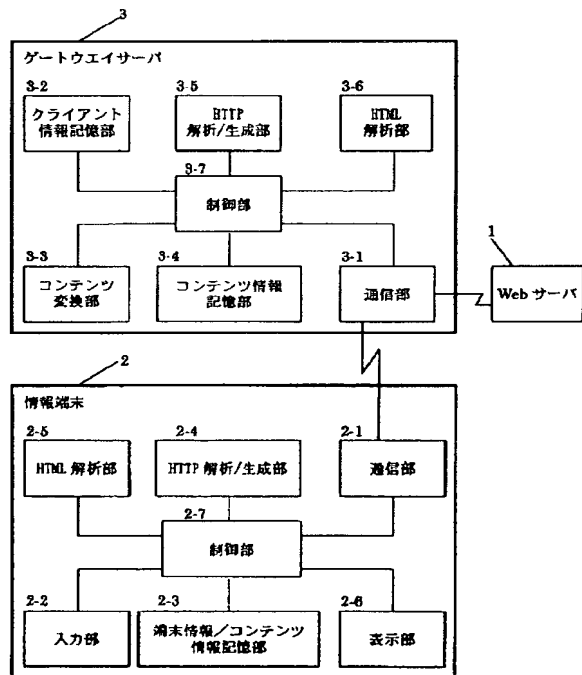 3
ゲートウエイサーバ
3-2
クライアント
情報記憶部
3-5
HTTP
解析/生成部
3-6
HTML
解析部
3-7
制御部
3-3
コンテンツ
変換部
3-4
コンテンツ情報
記憶部
3-1
通信部
1
Web サーバ
2
情報端末
2-5
HTML 解析部
2-4
HTTP 解析/生成部
2-1
通信部
2-7
制御部
2-2
入力部
2-3
端末情報/コンテンツ
情報記憶部
2-6
表示部